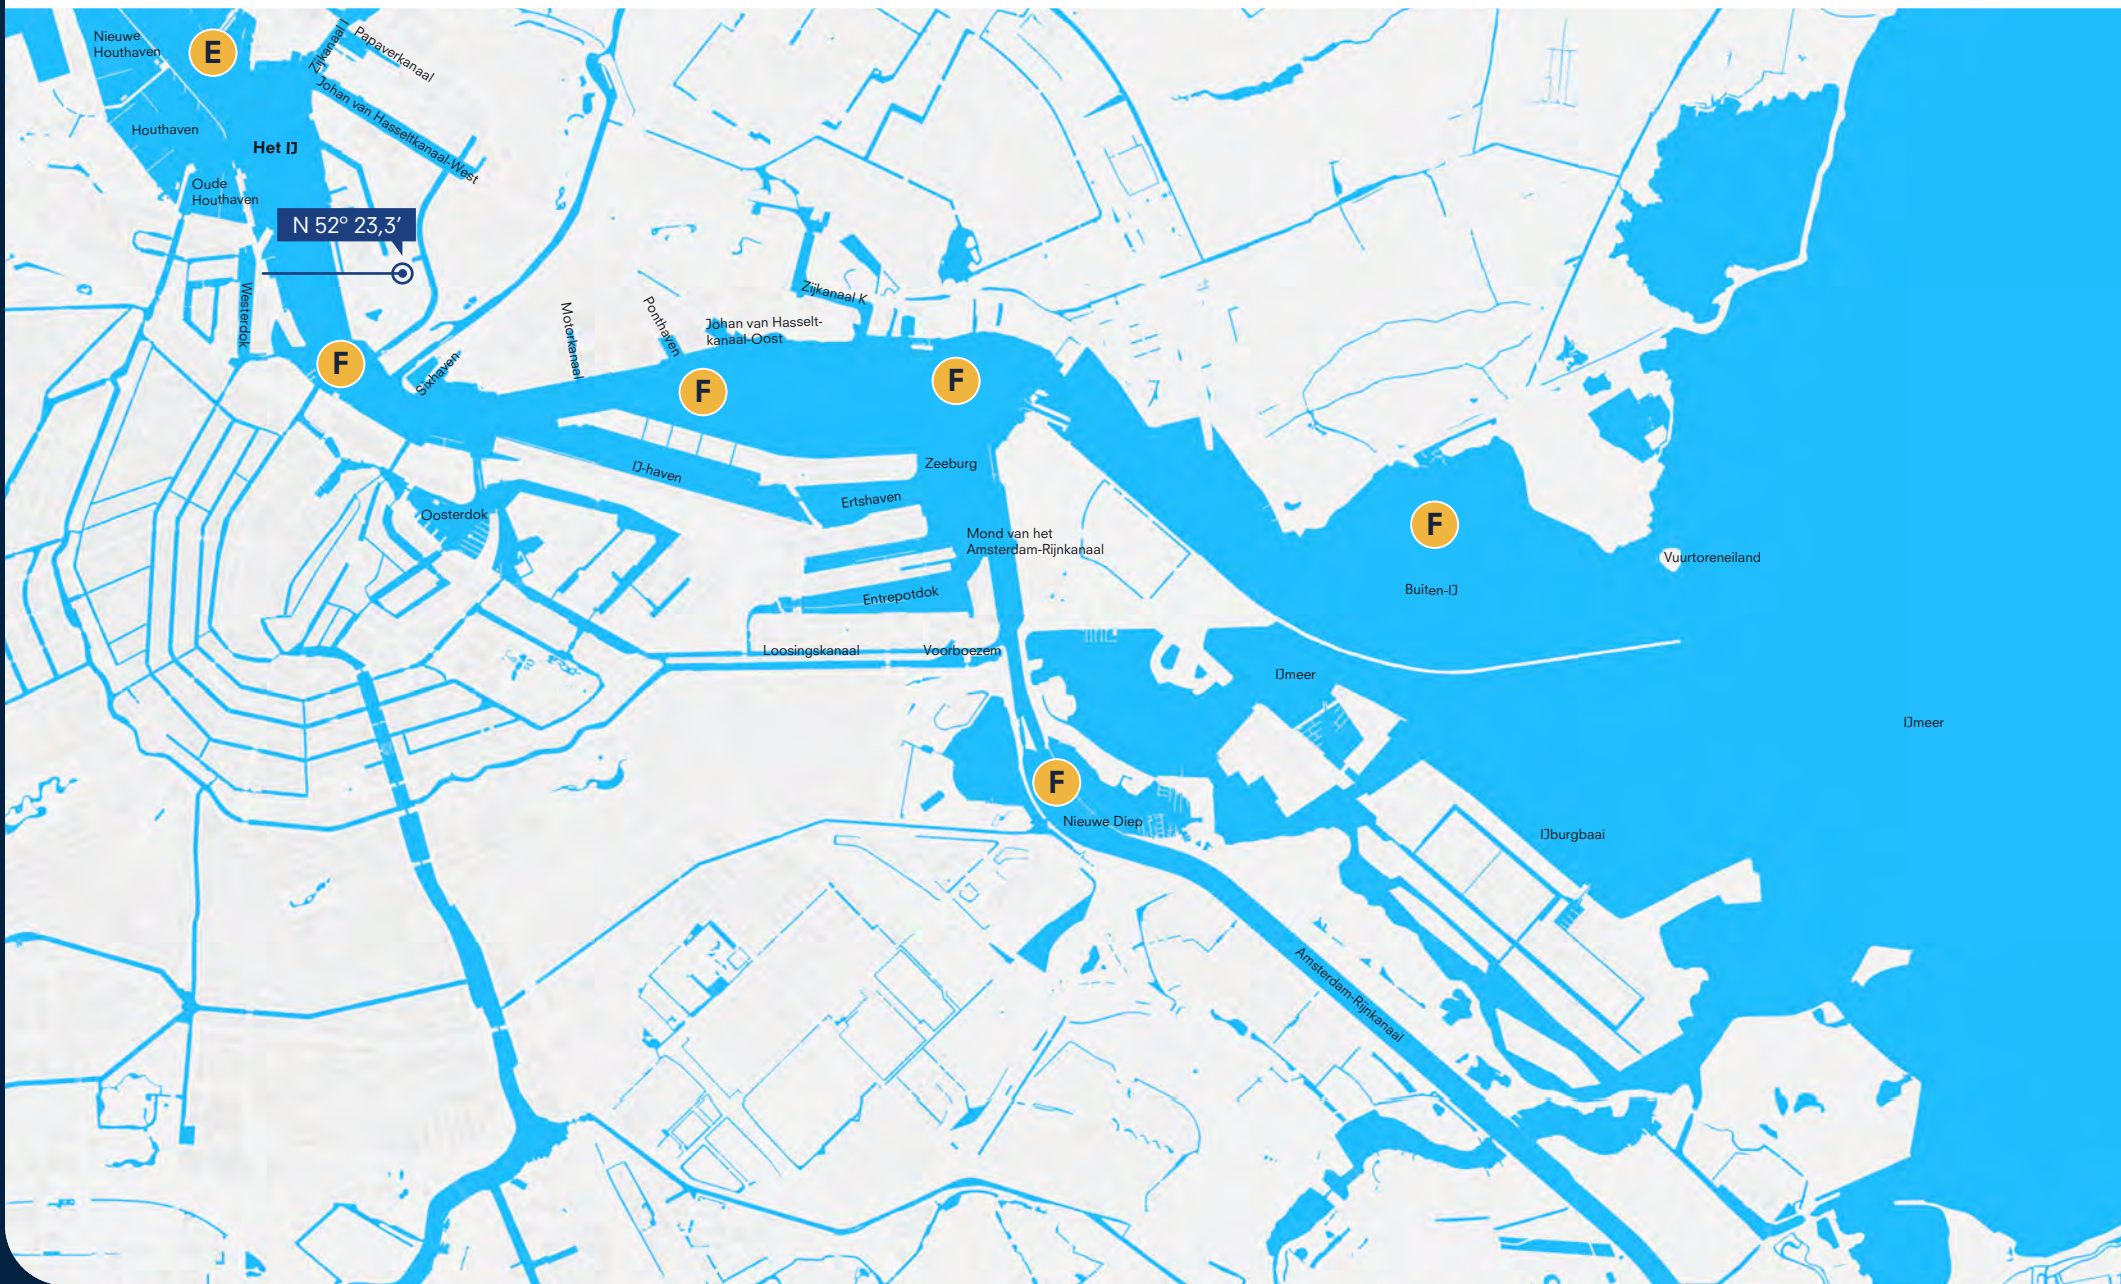 Nieuwe
Houthaven
E
Zijkanaal I
Papaverkanaal
Johan van Hasseltkanaal-West
Houthaven
Het IJ
Oude
Houthaven
N 52° 23,3′
Westerdok
F
Sixhaven
Motorkanaal
Ponthaven
Johan van Hasselt-
kanaal-Oost
Zijkanaal K
F
F
IJ-haven
Zeeburg
Ertshaven
Oosterdok
Mond van het
Amsterdam-Rijnkanaal
F
Vuurtoreneiland
Buiten-IJ
Entrepotdok
Loosingskanaal
Voorboezem
IJmeer
IJmeer
F
Nieuwe Diep
IJburgbaai
Amsterdam-Rijnkanaal